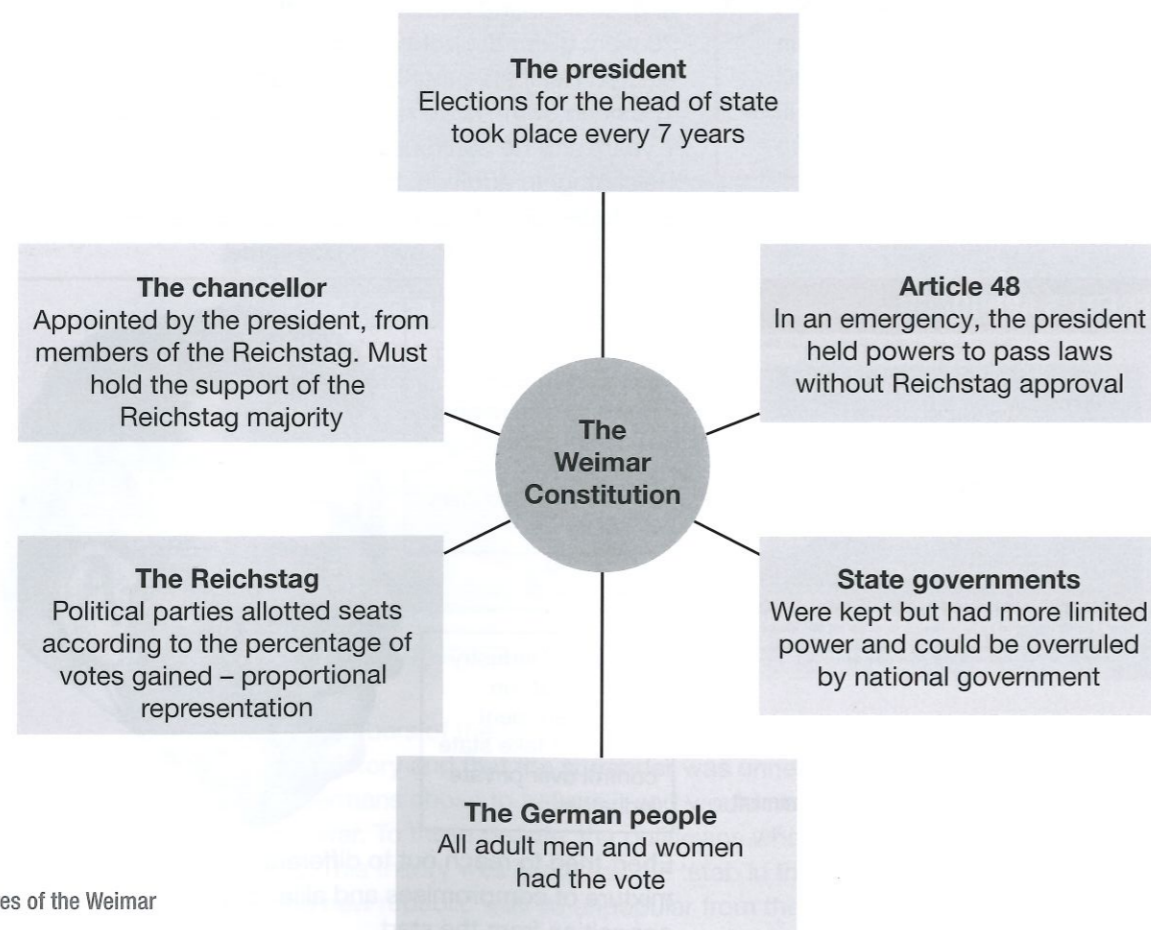 The president
Elections for the head of state
took place every 7 years
The chancellor
Appointed by the president, from
members of the Reichstag. Must
hold the support of the
Reichstag majority
Article 48
In an emergency, the president
held powers to pass laws
without Reichstag approval
The
Weimar
Constitution
The Reichstag
Political parties allotted seats
according to the percentage of
votes gained – proportional
representation
State governments
Were kept but had more limited
power and could be overruled
by national government
The German people
All adult men and women
had the vote
es of the Weimar